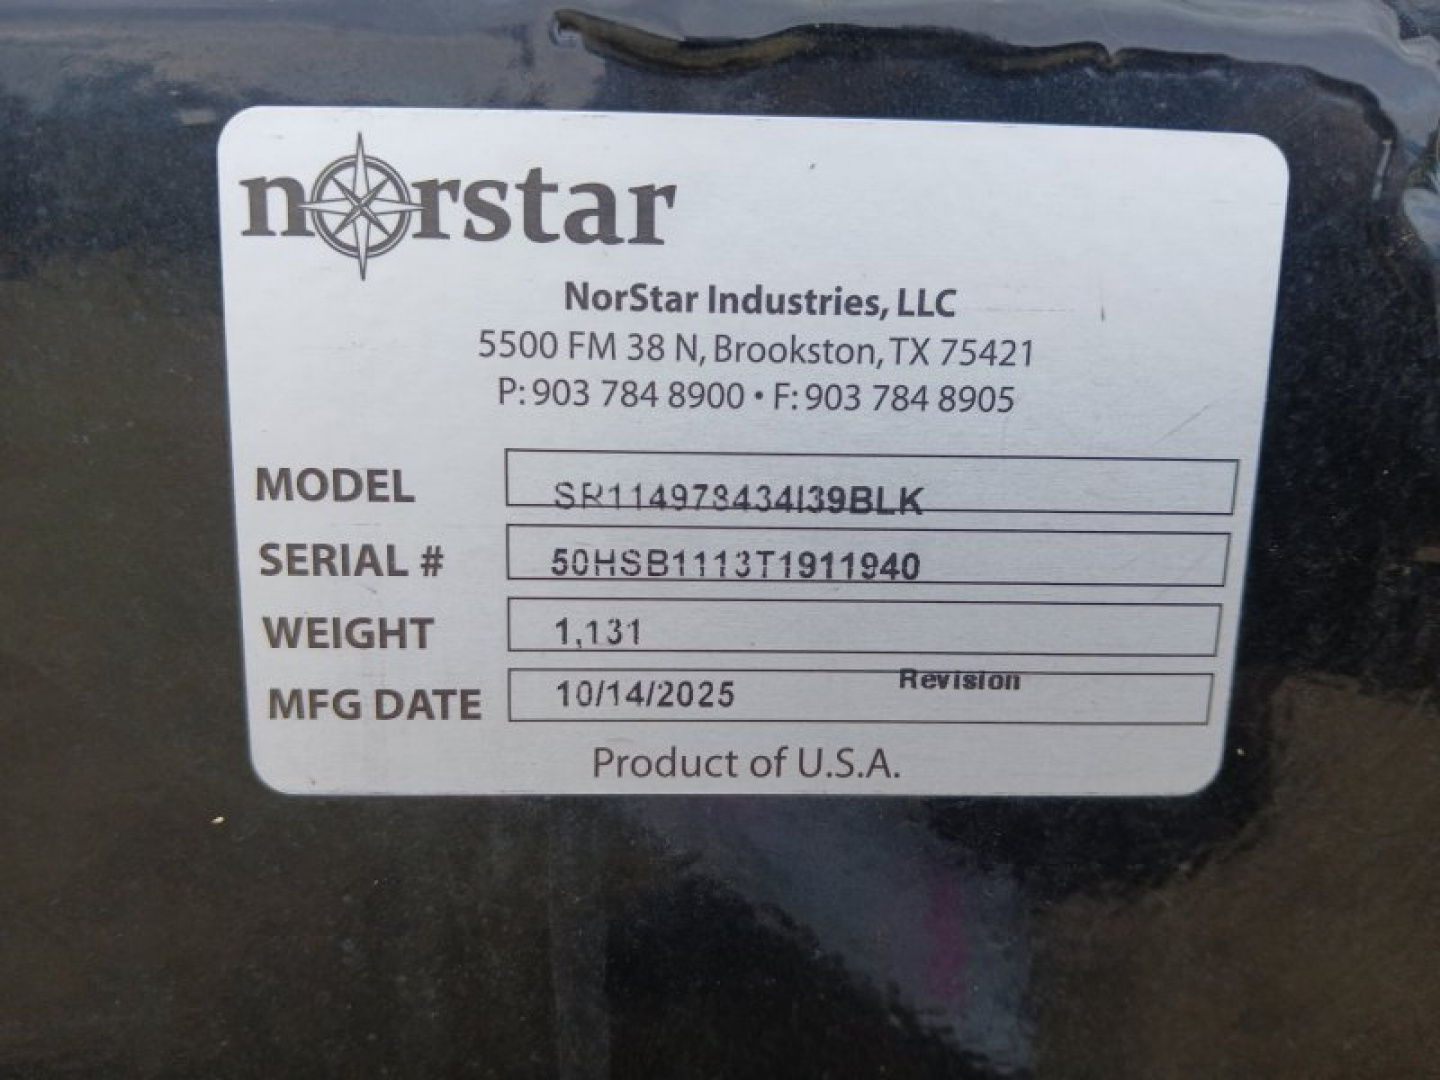 norstar
NorStar Industries, LLC
5500 FM 38 N, Brookston, TX 75421
P: 903 784 8900 • F: 903 784 8905
MODEL SR114978434I39BLK
SERIAL # 50HSB1113T1911940
WEIGHT 1,131
MFG DATE 10/14/2025 Revision
Product of U.S.A.